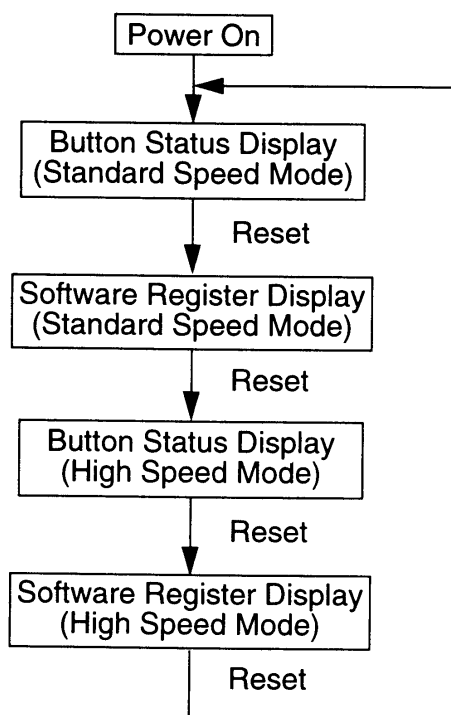 Power On
Button Status Display
(Standard Speed Mode)
Reset
Software Register Display
(Standard Speed Mode)
Reset
Button Status Display
(High Speed Mode)
Reset
Software Register Display
(High Speed Mode)
Reset